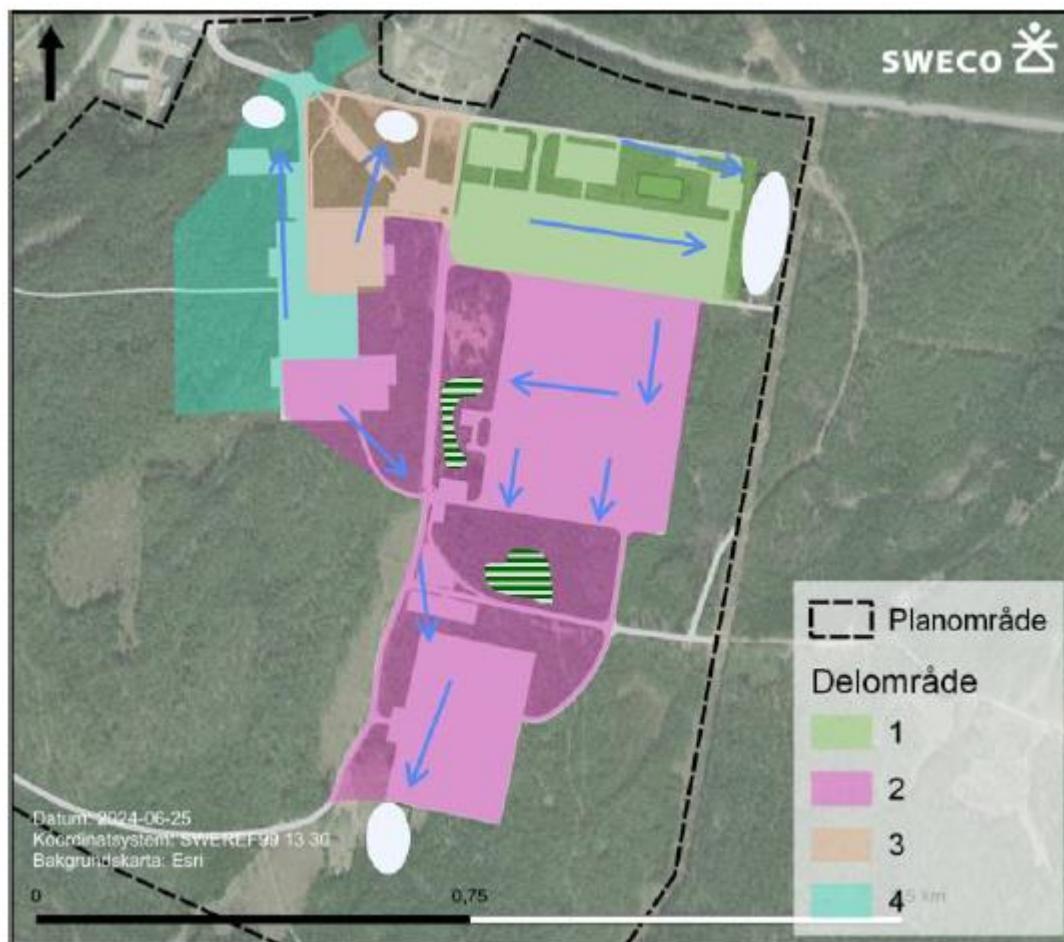 SWECO
Planområde
Delområde
1
2
3
4
Datum: 2024-06-25
Koordinatsystem: SWEREF99 13 30
Bakgrundskarta: Esri
0
0,75
km